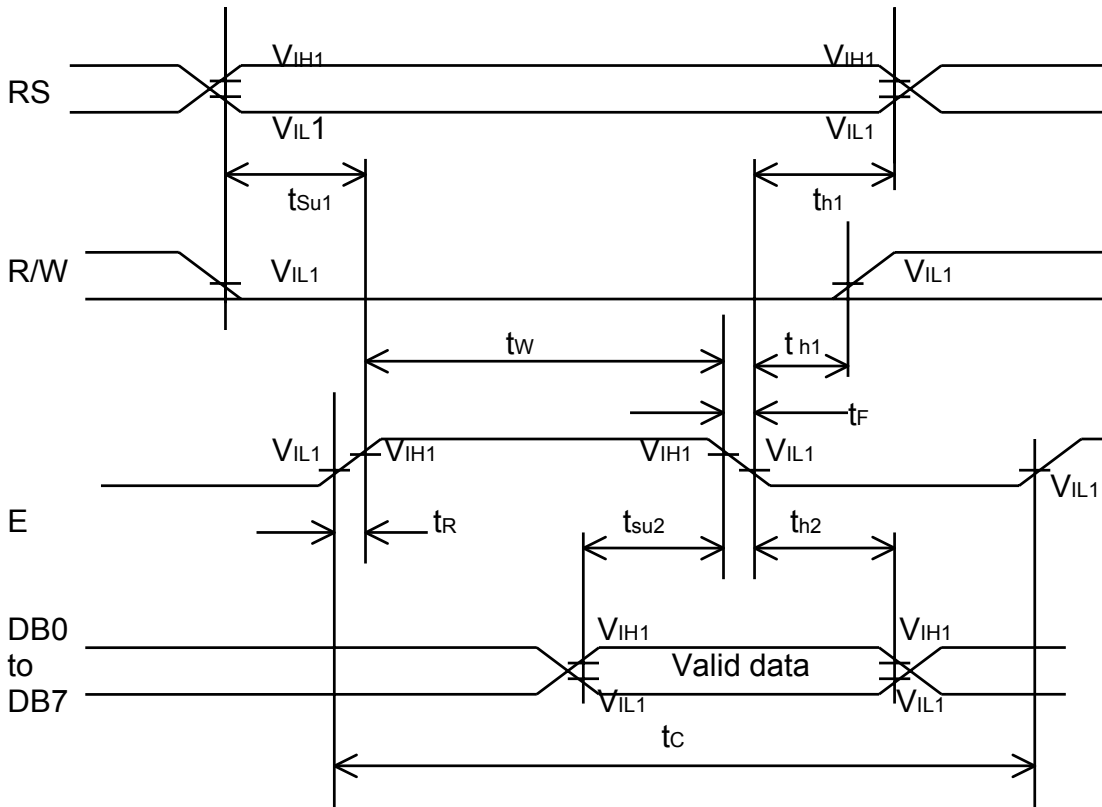 VIH1 VIH1
RS
VIL1 VIL1
tSu1 th1
R/W VIL1 VIL1
tW t h1
tF
VIL1 VIH1 VIH1 VIL1
VIL1
E tR tsu2 th2
DB0 VIH1 VIH1
to Valid data
DB7 VIL1 VIL1
tC